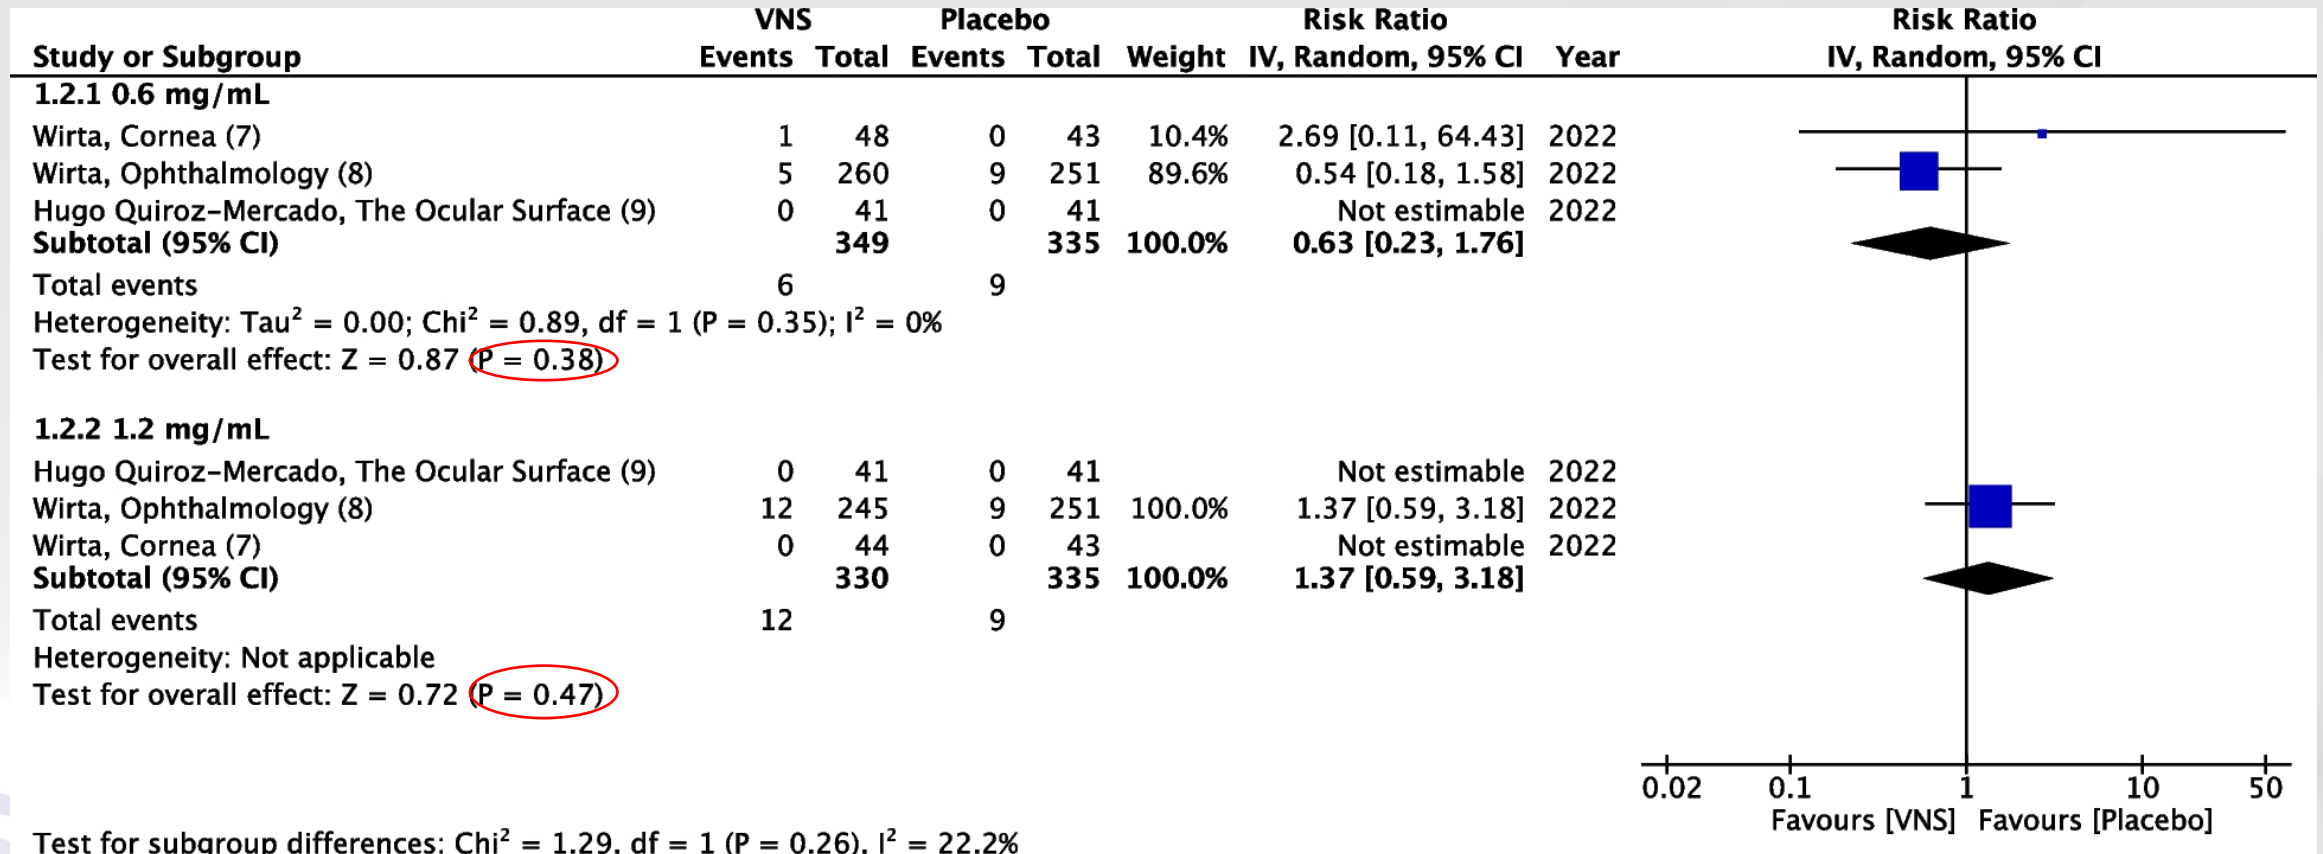 VNS Placebo Risk Ratio Risk Ratio
Study or Subgroup Events Total Events Total Weight IV, Random, 95% CI Year IV, Random, 95% CI
1.2.1 0.6 mg/mL
Wirta, Cornea (7) 1 48 0 43 10.4% 2.69 [0.11, 64.43] 2022
Wirta, Ophthalmology (8) 5 260 9 251 89.6% 0.54 [0.18, 1.58] 2022
Hugo Quiroz-Mercado, The Ocular Surface (9) 0 41 0 41 Not estimable 2022
Subtotal (95% CI) 349 335 100.0% 0.63 [0.23, 1.76]
Total events 6 9
Heterogeneity: Tau² = 0.00; Chi² = 0.89, df = 1 (P = 0.35); I² = 0%
Test for overall effect: Z = 0.87 (P = 0.38)
1.2.2 1.2 mg/mL
Hugo Quiroz-Mercado, The Ocular Surface (9) 0 41 0 41 Not estimable 2022
Wirta, Ophthalmology (8) 12 245 9 251 100.0% 1.37 [0.59, 3.18] 2022
Wirta, Cornea (7) 0 44 0 43 Not estimable 2022
Subtotal (95% CI) 330 335 100.0% 1.37 [0.59, 3.18]
Total events 12 9
Heterogeneity: Not applicable
Test for overall effect: Z = 0.72 (P = 0.47)
0.02 0.1 1 10 50
Favours [VNS] Favours [Placebo]
Test for subgroup differences: Chi² = 1.29, df = 1 (P = 0.26), I² = 22.2%